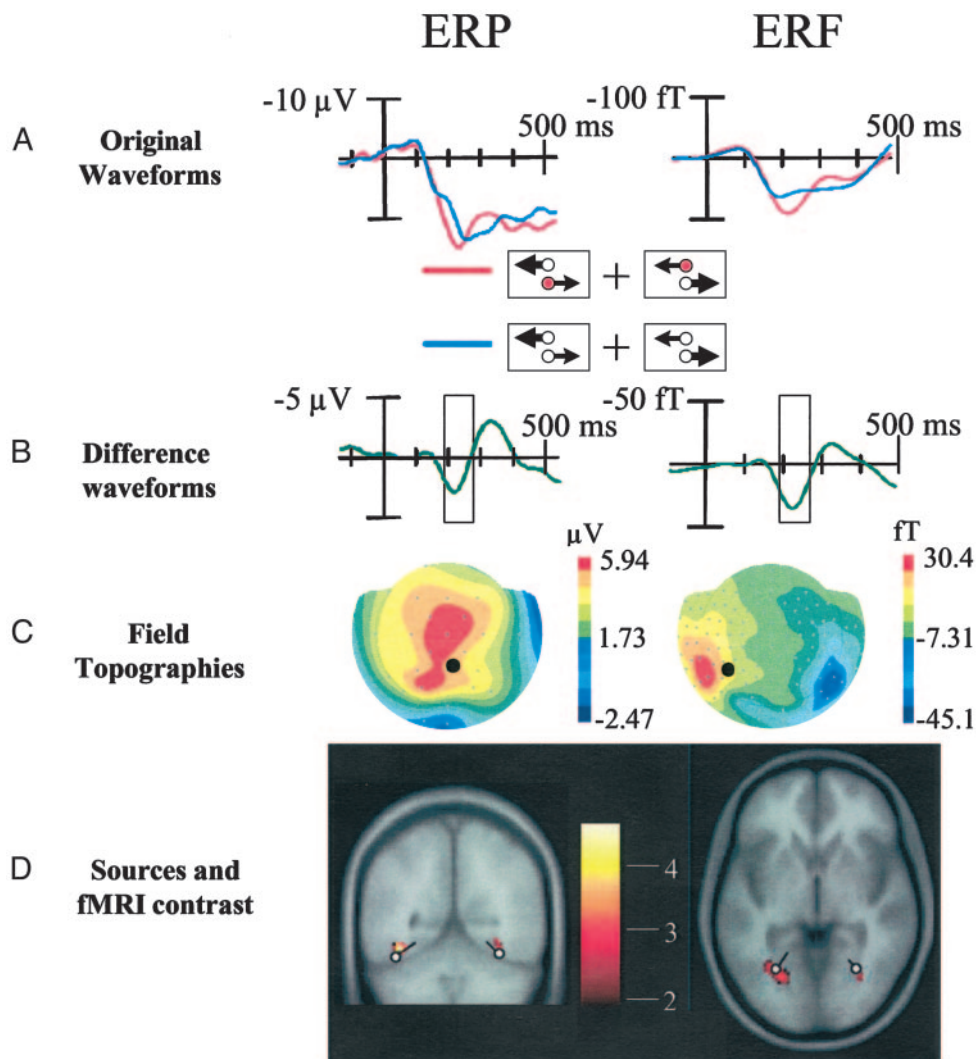 ERP ERF
-10 µV -100 fT
500 ms 500 ms
A Original
Waveforms
+
+
-5 µV -50 fT
500 ms 500 ms
B Difference
waveforms
µV fT
5.94 30.4
C Field
Topographies
1.73 -7.31
-2.47 -45.1
D Sources and
fMRI contrast
4
3
2